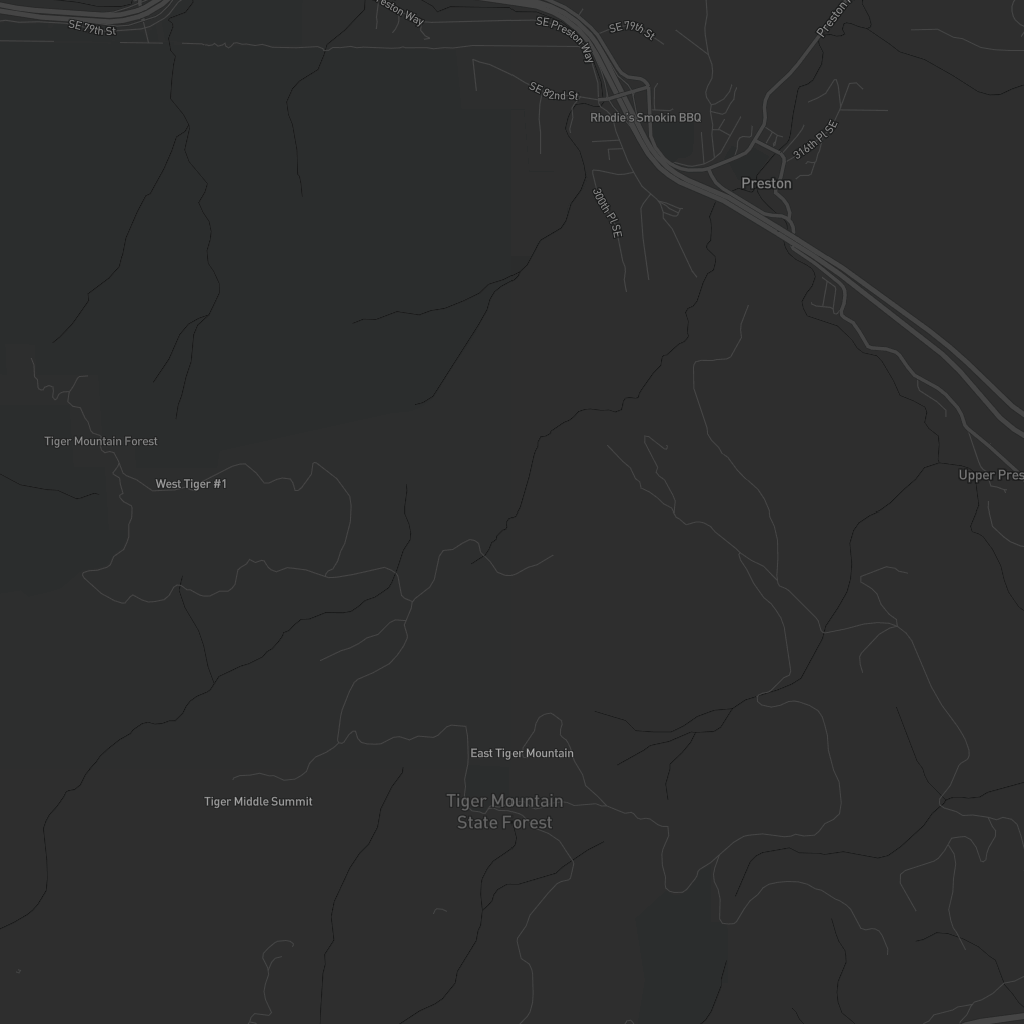 SE 79th St
Preston Way
SE Preston Way
SE 79th St
SE 82nd St
Rhodie's Smokin BBQ
316th Pl SE
Preston
300th Pl SE
Tiger Mountain Forest
West Tiger #1
East Tiger Mountain
Tiger Middle Summit
Tiger Mountain
State Forest